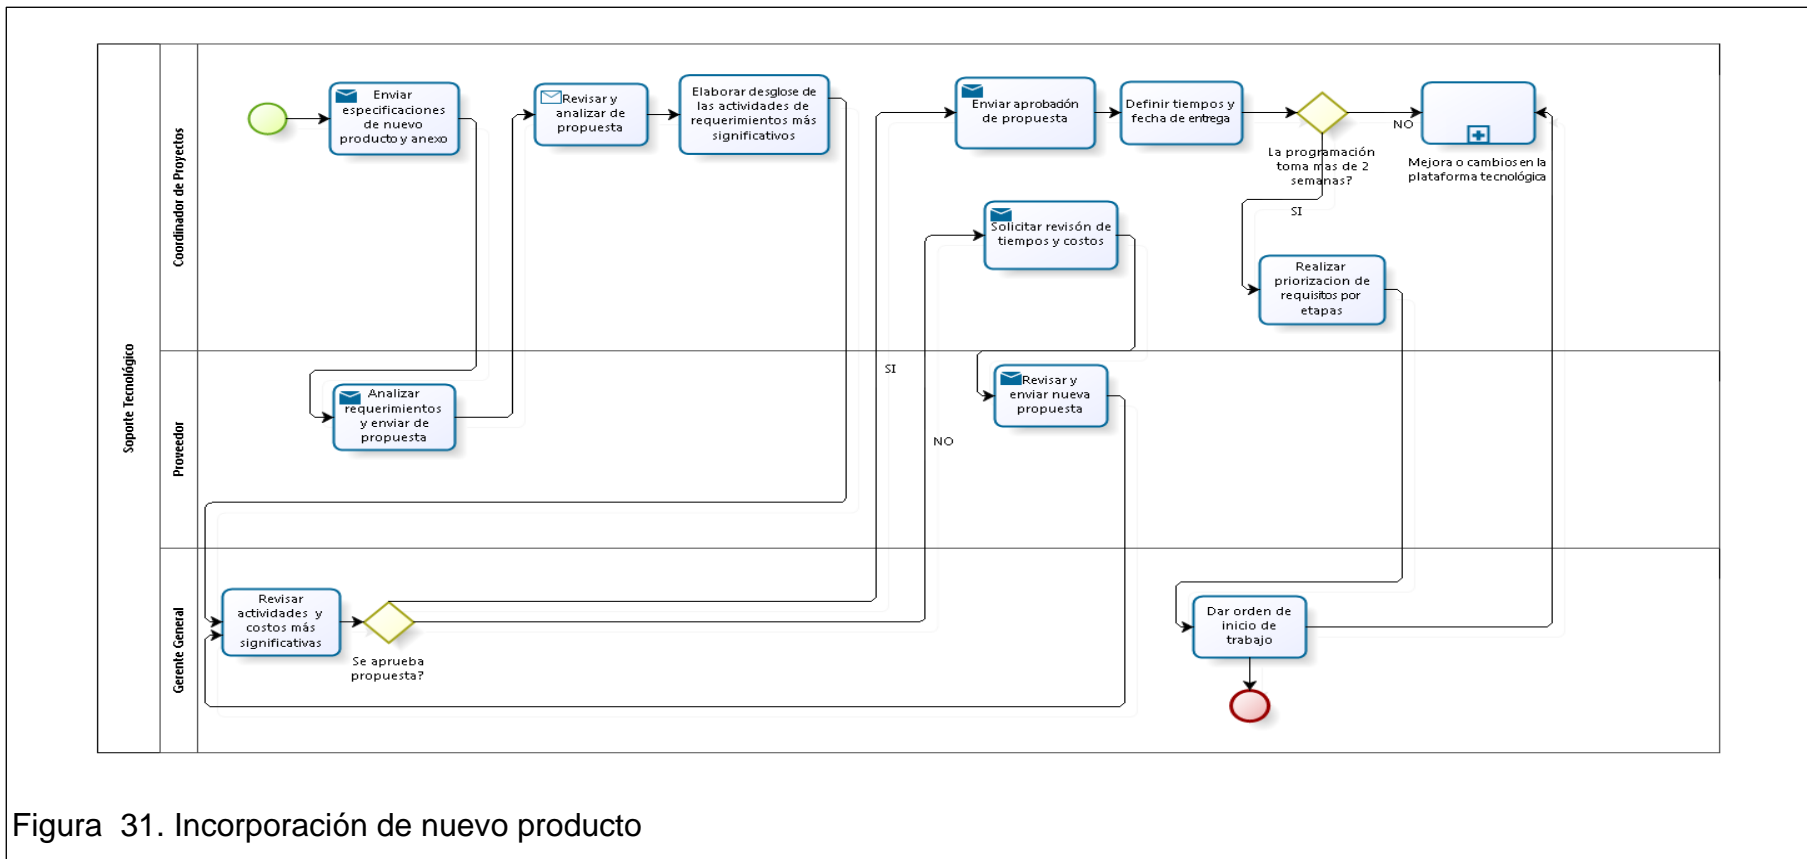 Soporte Tecnológico
Coordinador de Proyectos
Enviar
especificaciones
de nuevo
producto y anexo
Revisar y
analizar de
propuesta
Elaborar desglose de
las actividades de
requerimientos más
significativos
Enviar aprobación
de propuesta
Definir tiempos y
fecha de entrega
La programación
toma mas de 2
semanas?
NO
SI
Mejora o cambios en la
plataforma tecnológica
Solicitar revisón de
tiempos y costos
Realizar
priorizacion de
requisitos por
etapas
Proveedor
Analizar
requerimientos
y enviar de
propuesta
SI
NO
Revisar y
enviar nueva
propuesta
Gerente General
Revisar
actividades y
costos más
significativas
Se aprueba
propuesta?
Dar orden de
inicio de
trabajo
Figura 31. Incorporación de nuevo producto